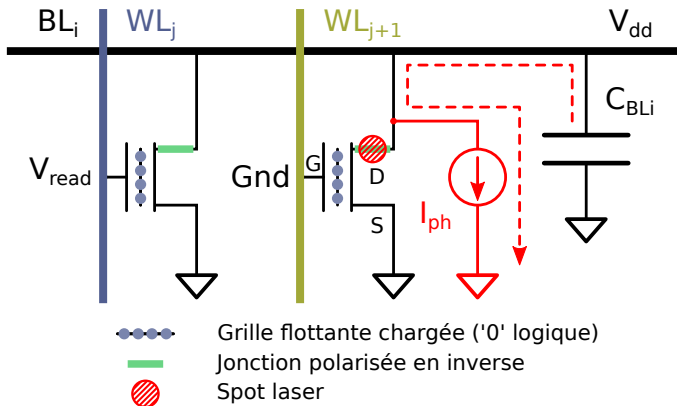 BLi WLj WLj+1 Vdd
CBLi
Vread Gnd G D
S Iph
Grille flottante chargée ('0' logique)
Jonction polarisée en inverse
Spot laser